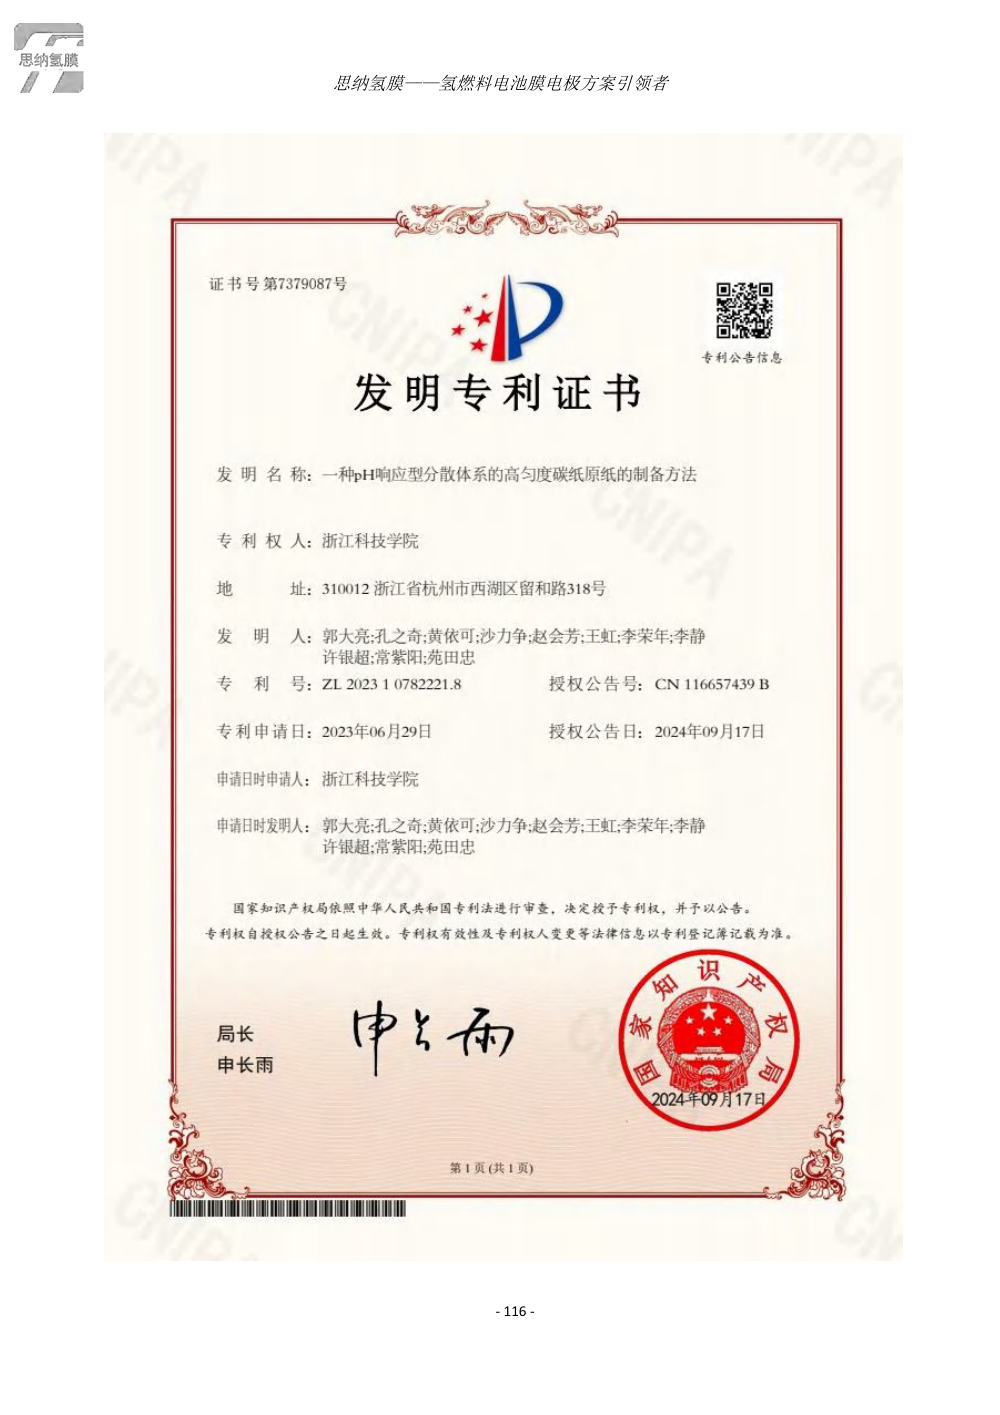 思纳氢膜
思纳氢膜——氢燃料电池膜电极方案引领者
证书号第7379087号
专利公告信息
发明专利证书
发明名称：一种pH响应型分散体系的高匀度碳纸原纸的制备方法
专利权人：浙江科技学院
地址：310012 浙江省杭州市西湖区留和路318号
发明人：郭大亮;孔之奇;黄依可;沙力争;赵会芳;王虹;李荣年;李静
许银超;常紫阳;苑田忠
专利号：ZL 2023 1 0782221.8 授权公告号：CN 116657439 B
专利申请日：2023年06月29日 授权公告日：2024年09月17日
申请日时申请人：浙江科技学院
申请日时发明人：郭大亮;孔之奇;黄依可;沙力争;赵会芳;王虹;李荣年;李静
许银超;常紫阳;苑田忠
国家知识产权局依照中华人民共和国专利法进行审查，决定授予专利权，并予以公告。
专利权自授权公告之日起生效。专利权有效性及专利权人变更等法律信息以专利登记簿记载为准。
局长
申长雨
申长雨
国家知识产权局
2024年09月17日
第 1 页 (共 1 页)
CNIPA
- 116 -